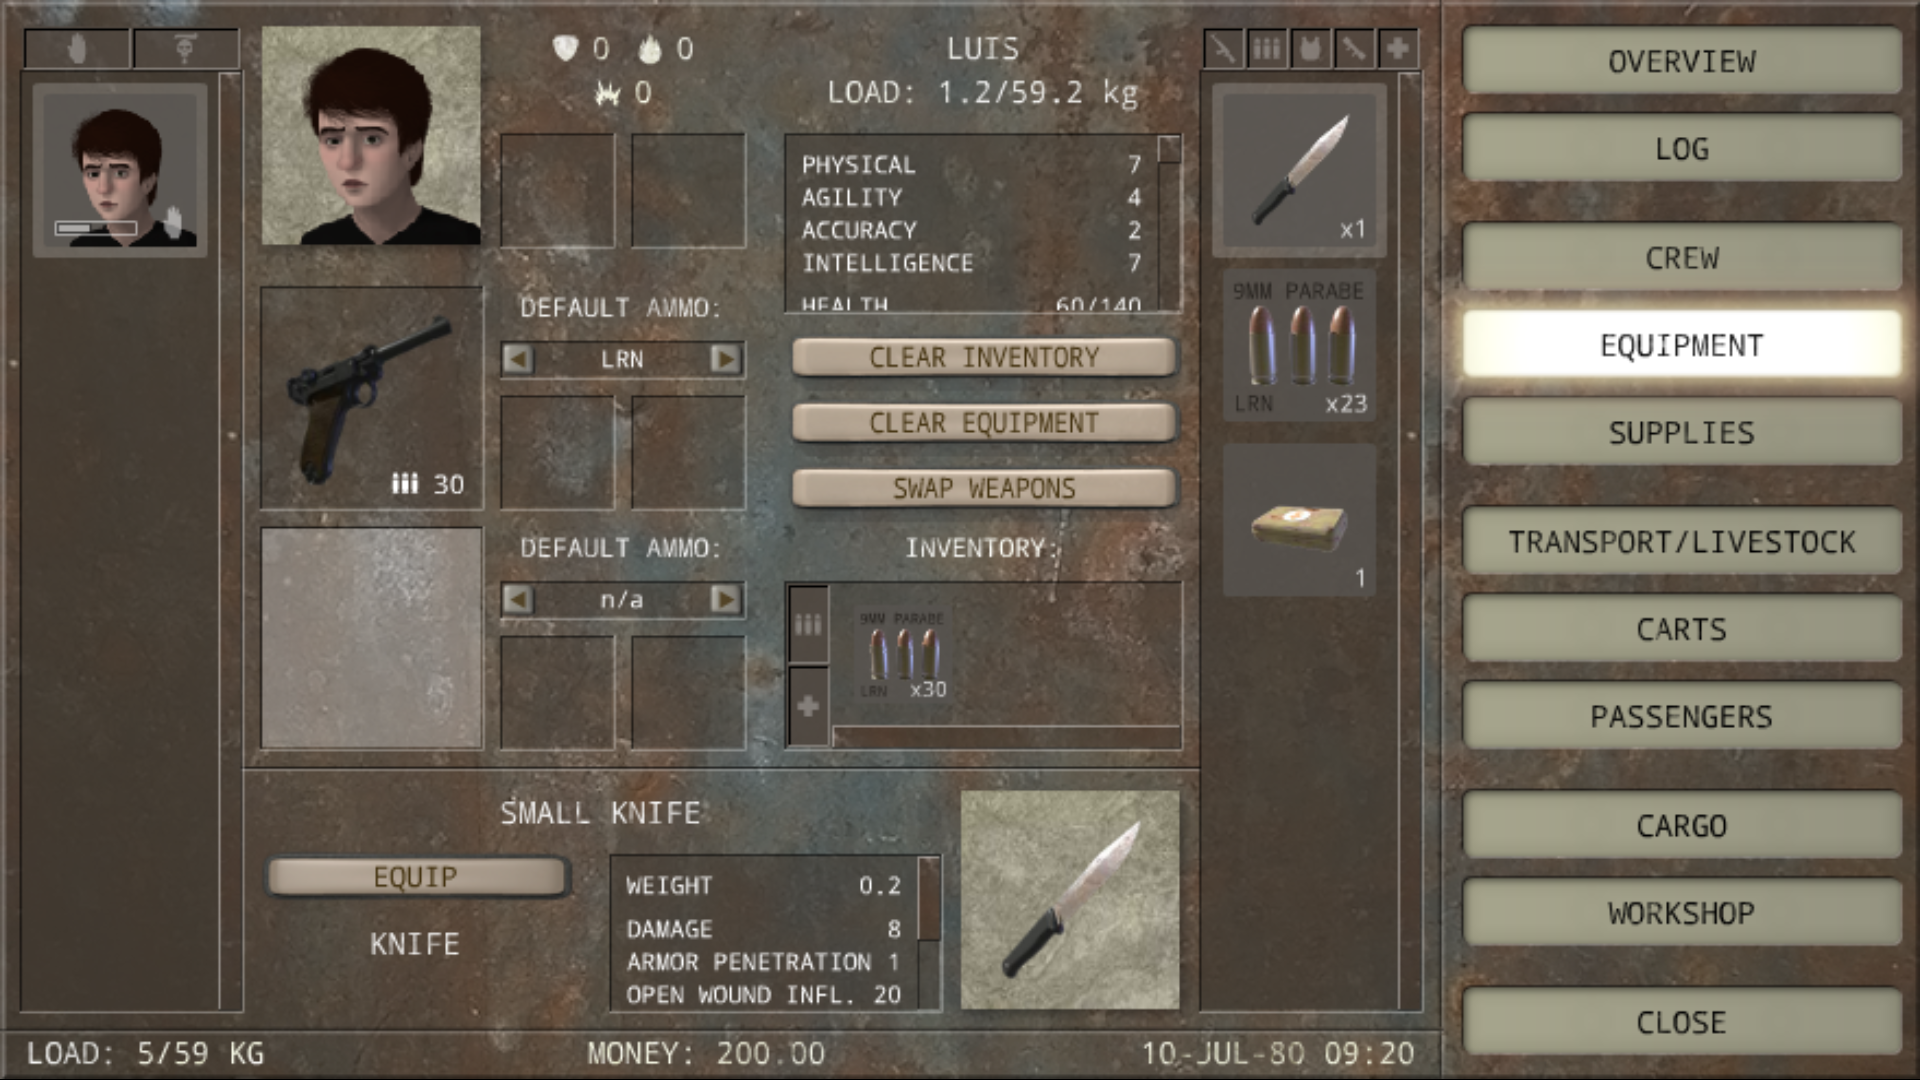 0 0
0
LUIS
LOAD: 1.2/59.2 kg
PHYSICAL 7
AGILITY 4
ACCURACY 2
INTELLIGENCE 7
HEALTH 60/140
DEFAULT AMMO:
LRN
30
CLEAR INVENTORY
CLEAR EQUIPMENT
SWAP WEAPONS
DEFAULT AMMO:
n/a
INVENTORY:
9MM PARABE
LRN x30
x1
9MM PARABE
LRN x23
1
SMALL KNIFE
EQUIP
KNIFE
WEIGHT 0.2
DAMAGE 8
ARMOR PENETRATION 1
OPEN WOUND INFL. 20
OVERVIEW
LOG
CREW
EQUIPMENT
SUPPLIES
TRANSPORT/LIVESTOCK
CARTS
PASSENGERS
CARGO
WORKSHOP
CLOSE
LOAD: 5/59 KG
MONEY: 200.00
10-JUL-80 09:20